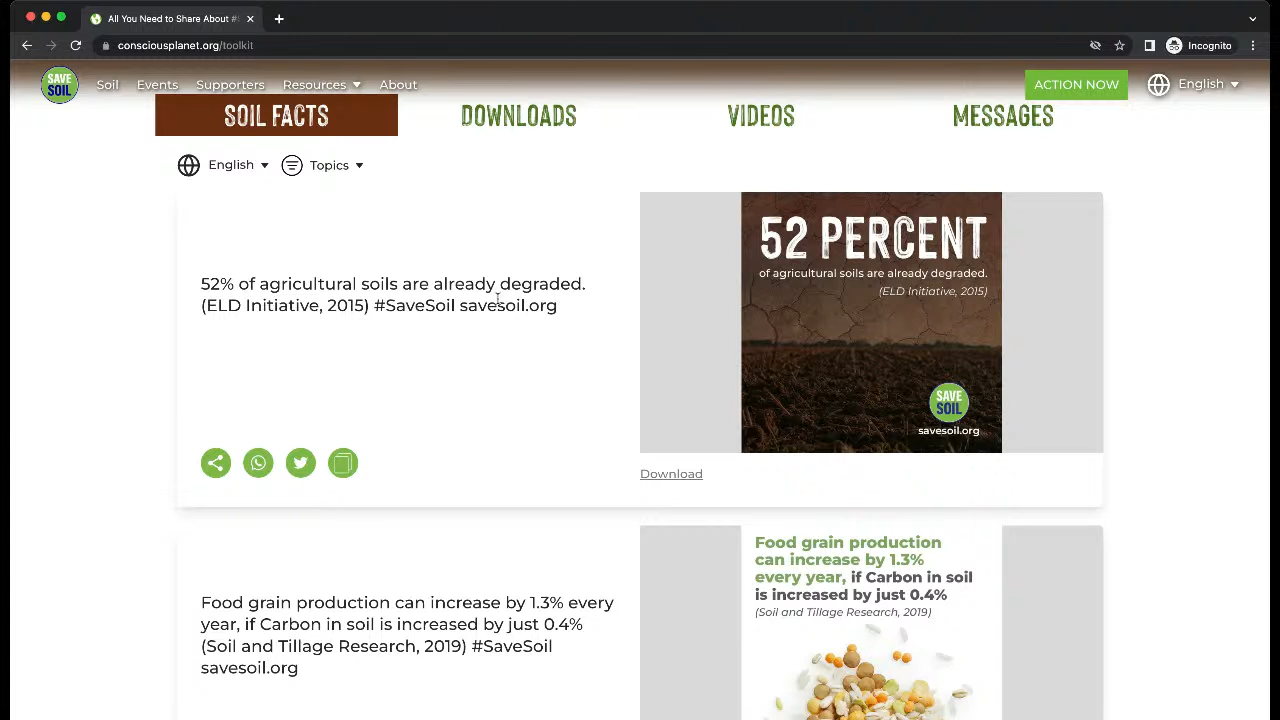 All You Need to Share About #
consciousplanet.org/toolkit
Incognito
SAVE
SOIL
Soil
Events
Supporters
Resources
About
ACTION NOW
English
SOIL FACTS
DOWNLOADS
VIDEOS
MESSAGES
English
Topics
52% of agricultural soils are already degraded.
(ELD Initiative, 2015) #SaveSoil savesoil.org
52 PERCENT
of agricultural soils are already degraded.
(ELD Initiative, 2015)
SAVE
SOIL
savesoil.org
Download
Food grain production can increase by 1.3% every
year, if Carbon in soil is increased by just 0.4%
(Soil and Tillage Research, 2019) #SaveSoil
savesoil.org
Food grain production
can increase by 1.3%
every year, if Carbon in soil
is increased by just 0.4%
(Soil and Tillage Research, 2019)